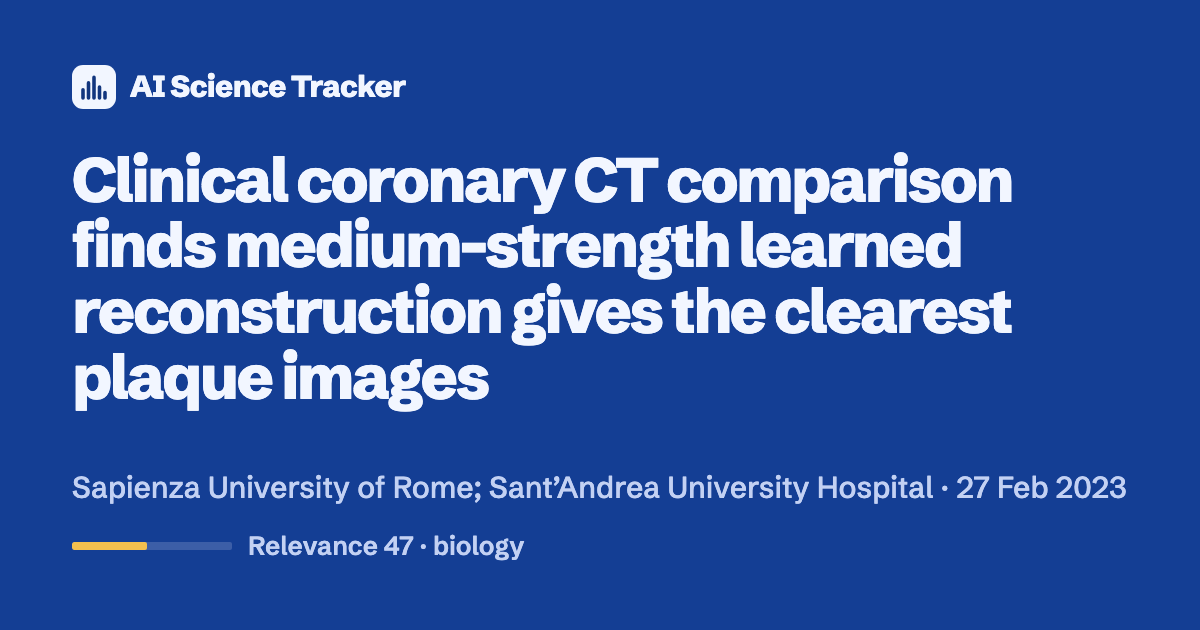 AI Science Tracker
Clinical coronary CT comparison
finds medium-strength learned
reconstruction gives the clearest
plaque images
Sapienza University of Rome; Sant’Andrea University Hospital · 27 Feb 2023
Relevance 47 · biology